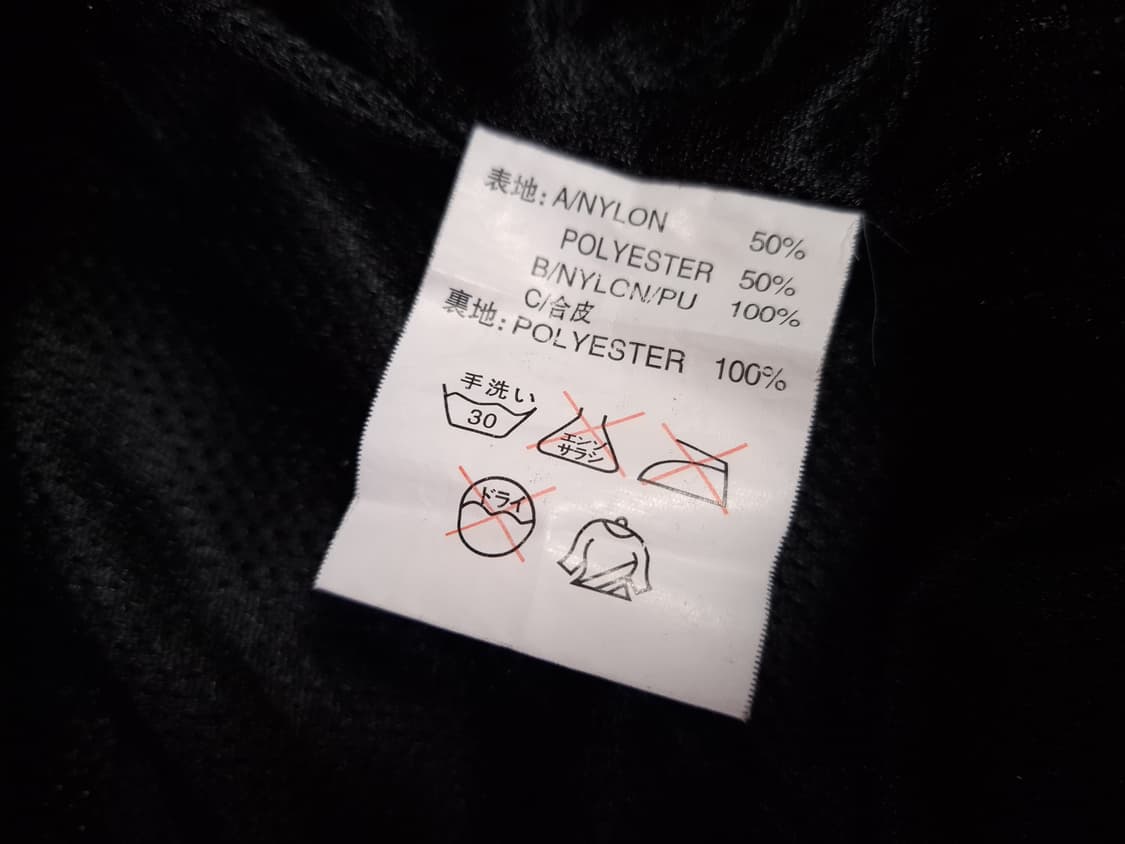 表地: A/NYLON 50%
POLYESTER 50%
B/NYLON/PU 100%
C/合皮
裏地: POLYESTER 100%
手洗い
30
エンソ
サラシ
ドライ